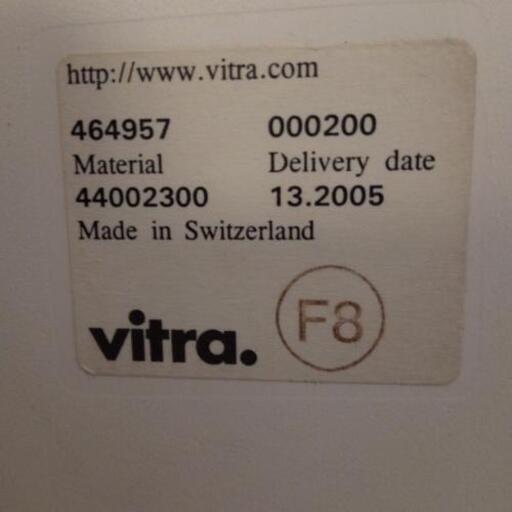 http://www.vitra.com
464957 000200
Material Delivery date
44002300 13.2005
Made in Switzerland
vitra.
F8